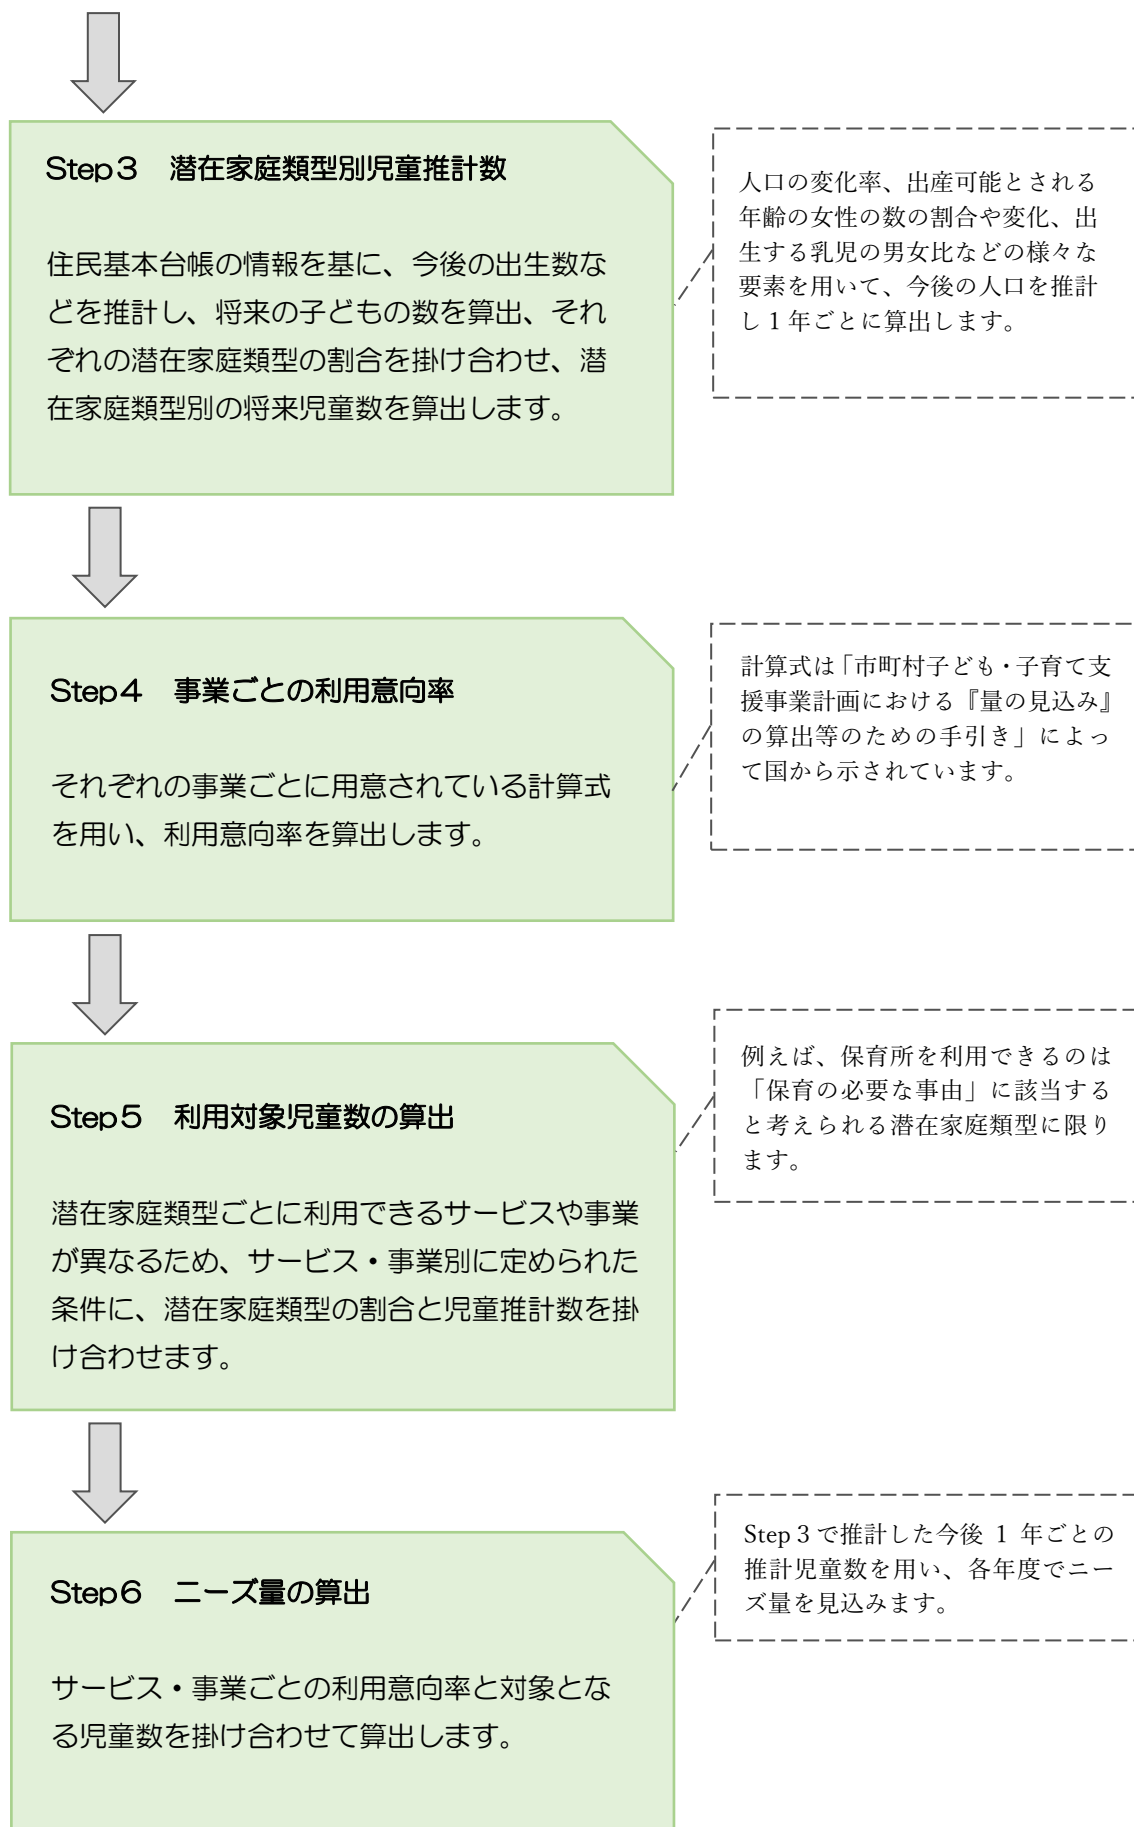 Step３　潜在家庭類型別児童推計数
住民基本台帳の情報を基に、今後の出生数な
どを推計し、将来の子どもの数を算出、それ
ぞれの潜在家庭類型の割合を掛け合わせ、潜
在家庭類型別の将来児童数を算出します。
人口の変化率、出産可能とされる
年齢の女性の数の割合や変化、出
生する乳児の男女比などの様々な
要素を用いて、今後の人口を推計
し 1 年ごとに算出します。
Step４　事業ごとの利用意向率
それぞれの事業ごとに用意されている計算式
を用い、利用意向率を算出します。
計算式は「市町村子ども・子育て支
援事業計画における『量の見込み』
の算出等のための手引き」によっ
て国から示されています。
Step５　利用対象児童数の算出
潜在家庭類型ごとに利用できるサービスや事業
が異なるため、サービス・事業別に定められた
条件に、潜在家庭類型の割合と児童推計数を掛
け合わせます。
例えば、保育所を利用できるのは
「保育の必要な事由」に該当する
と考えられる潜在家庭類型に限り
ます。
Step６　ニーズ量の算出
サービス・事業ごとの利用意向率と対象とな
る児童数を掛け合わせて算出します。
Step３で推計した今後 1 年ごとの
推計児童数を用い、各年度でニー
ズ量を見込みます。